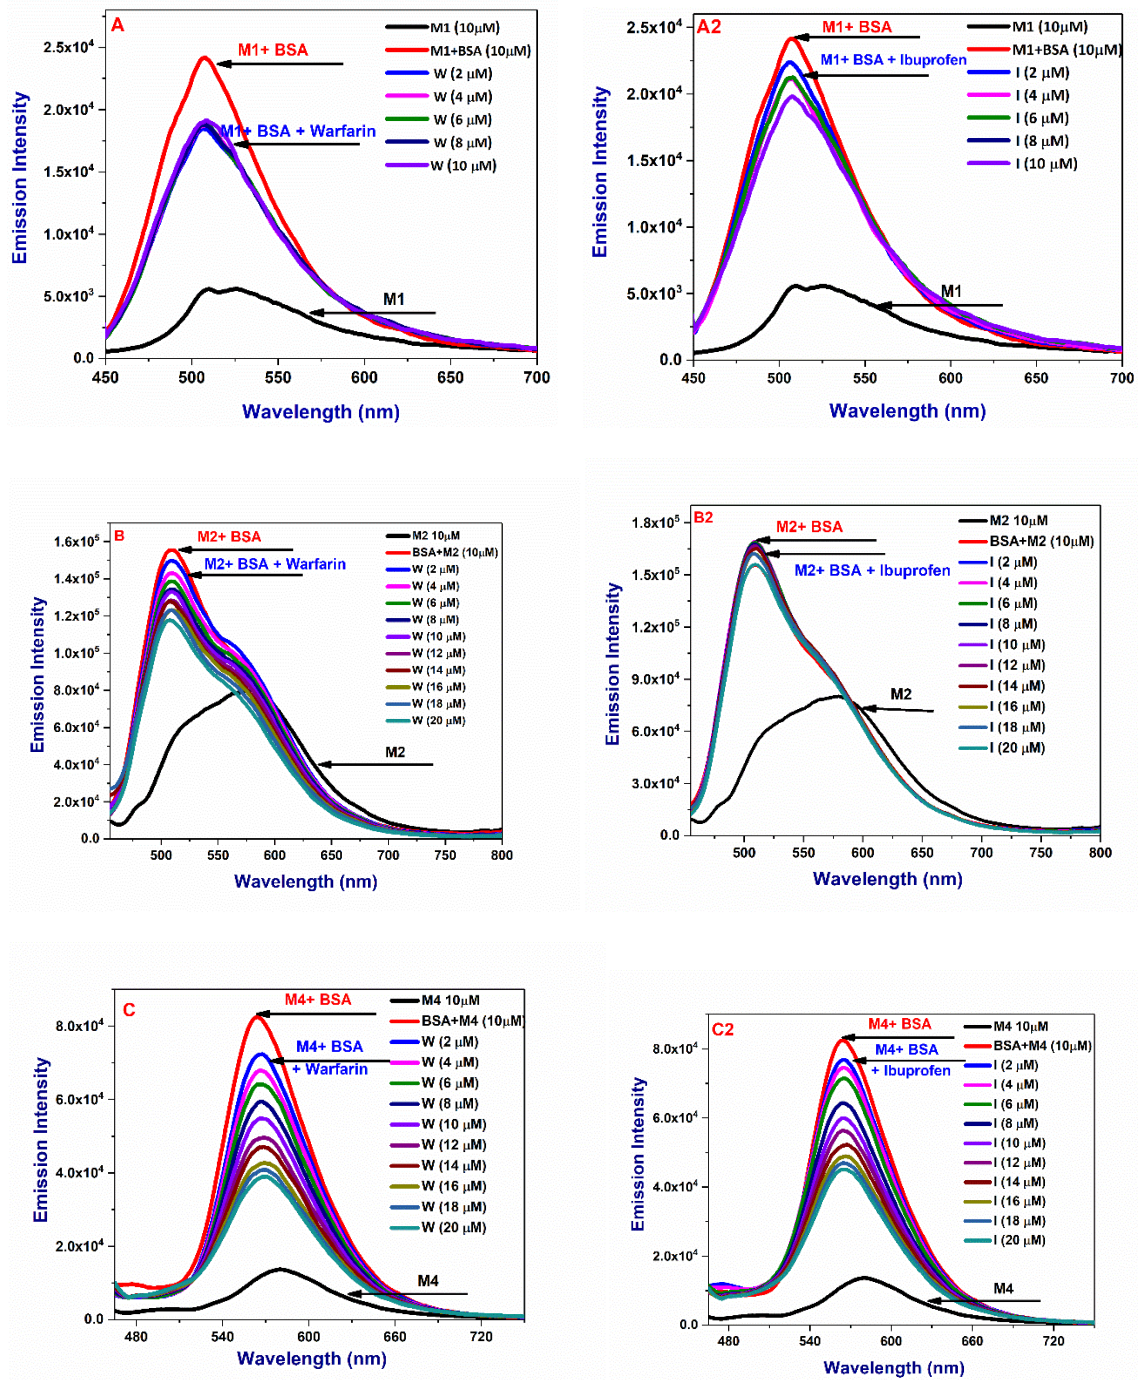 A
M1 (10μM)
M1+BSA (10μM)
W (2 μM)
W (4 μM)
W (6 μM)
W (8 μM)
W (10 μM)
M1+ BSA
M1+ BSA + Warfarin
M1
2.5x10⁴
2.0x10⁴
1.5x10⁴
1.0x10⁴
5.0x10³
0.0
450 500 550 600 650 700
Emission Intensity
Wavelength (nm)
A2
M1 (10μM)
M1+BSA (10μM)
I (2 μM)
I (4 μM)
I (6 μM)
I (8 μM)
I (10 μM)
M1+ BSA
M1+ BSA + Ibuprofen
M1
2.5x10⁴
2.0x10⁴
1.5x10⁴
1.0x10⁴
5.0x10³
0.0
450 500 550 600 650 700
Emission Intensity
Wavelength (nm)
B
M2 10μM
BSA+M2 (10μM)
W (2 μM)
W (4 μM)
W (6 μM)
W (8 μM)
W (10 μM)
W (12 μM)
W (14 μM)
W (16 μM)
W (18 μM)
W (20 μM)
M2+ BSA
M2+ BSA + Warfarin
M2
1.6x10⁵
1.4x10⁵
1.2x10⁵
1.0x10⁵
8.0x10⁴
6.0x10⁴
4.0x10⁴
2.0x10⁴
0.0
500 550 600 650 700 750 800
Emission Intensity
Wavelength (nm)
B2
M2 10μM
BSA+M2 (10μM)
I (2 μM)
I (4 μM)
I (6 μM)
I (8 μM)
I (10 μM)
I (12 μM)
I (14 μM)
I (16 μM)
I (18 μM)
I (20 μM)
M2+ BSA
M2+ BSA + Ibuprofen
M2
1.8x10⁵
1.5x10⁵
1.2x10⁵
9.0x10⁴
6.0x10⁴
3.0x10⁴
0.0
500 550 600 650 700 750 800
Emission Intensity
Wavelength (nm)
C
M4 10μM
BSA+M4 (10μM)
W (2 μM)
W (4 μM)
W (6 μM)
W (8 μM)
W (10 μM)
W (12 μM)
W (14 μM)
W (16 μM)
W (18 μM)
W (20 μM)
M4+ BSA
M4+ BSA
+ Warfarin
M4
8.0x10⁴
6.0x10⁴
4.0x10⁴
2.0x10⁴
0.0
480 540 600 660 720
Emission Intensity
Wavelength (nm)
C2
M4 10μM
BSA+M4 (10μM)
I (2 μM)
I (4 μM)
I (6 μM)
I (8 μM)
I (10 μM)
I (12 μM)
I (14 μM)
I (16 μM)
I (18 μM)
I (20 μM)
M4+ BSA
M4+ BSA
+ Ibuprofen
M4
8.0x10⁴
6.0x10⁴
4.0x10⁴
2.0x10⁴
0.0
480 540 600 660 720
Emission Intensity
Wavelength (nm)